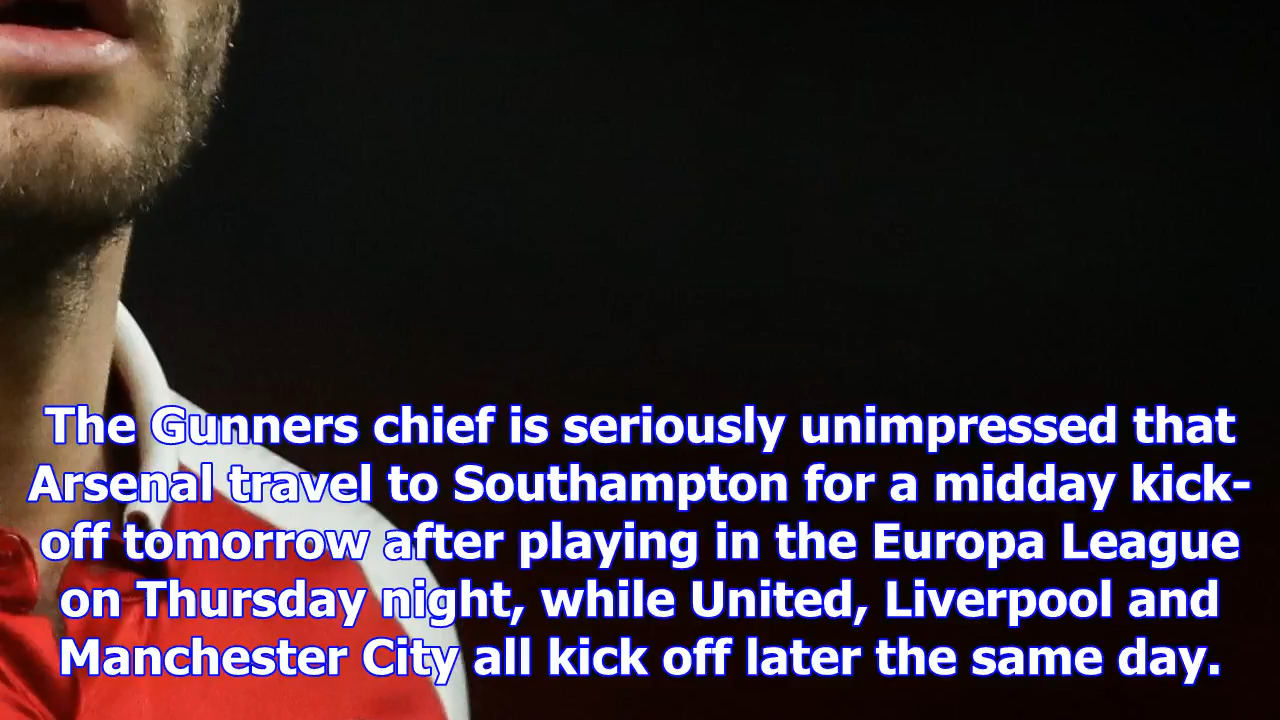 The Gunners chief is seriously unimpressed that
Arsenal travel to Southampton for a midday kick-
off tomorrow after playing in the Europa League
on Thursday night, while United, Liverpool and
Manchester City all kick off later the same day.